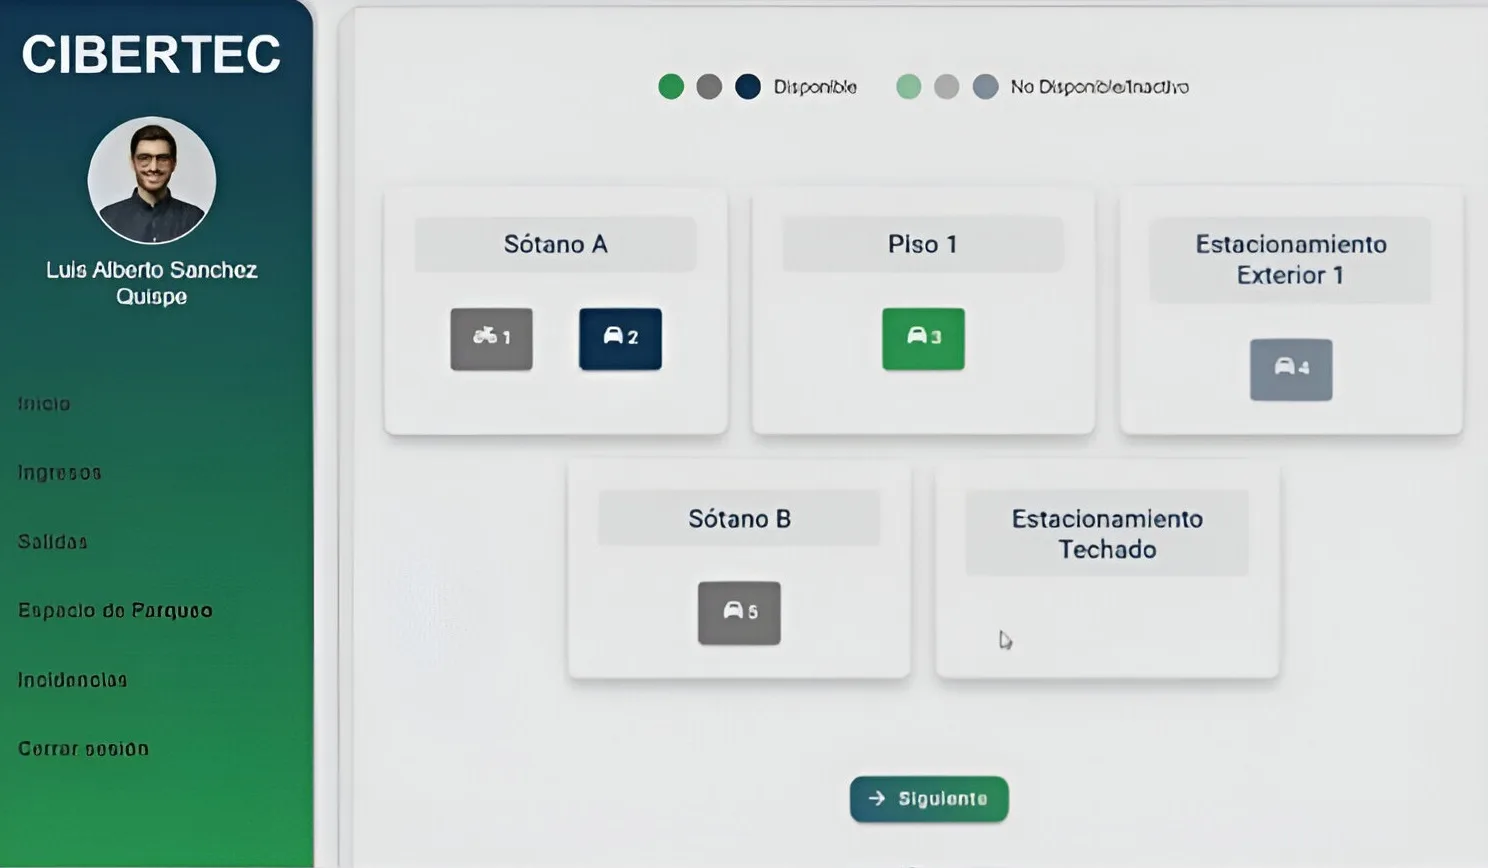 CIBERTEC
Luis Alberto Sanchez
Quispe
Inicio
Ingresos
Salidas
Espacio de Parqueo
Incidencias
Cerrar sesión
Disponible
No Disponible/Inactivo
Sótano A
1
2
Piso 1
3
Estacionamiento
Exterior 1
4
Sótano B
5
Estacionamiento
Techado
Siguiente